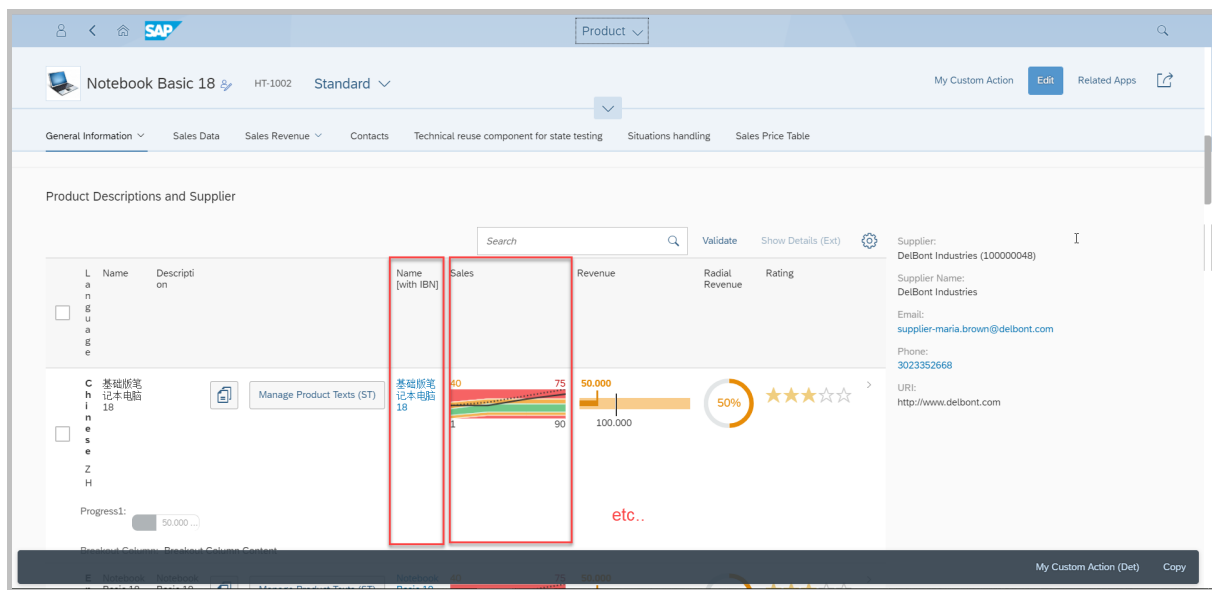 SAP
Product
Notebook Basic 18
HT-1002
Standard
My Custom Action
Edit
Related Apps
General Information
Sales Data
Sales Revenue
Contacts
Technical reuse component for state testing
Situations handling
Sales Price Table
Product Descriptions and Supplier
Search
Validate
Show Details (Ext)
Language
Name
Descripti
on
Name
[with IBN]
Sales
Revenue
Radial
Revenue
Rating
Chinese
ZH
基础版笔
记本电脑
18
Manage Product Texts (ST)
基础版笔
记本电脑
18
40
75
1
90
50.000
100.000
50%
Progress1:
50.000 ...
etc..
Breakout Column: Breakout Column Content
Supplier:
DelBont Industries (100000048)
Supplier Name:
DelBont Industries
Email:
supplier-maria.brown@delbont.com
Phone:
3023352668
URI:
http://www.delbont.com
My Custom Action (Det)
Copy
Manage Product Texts (ST)